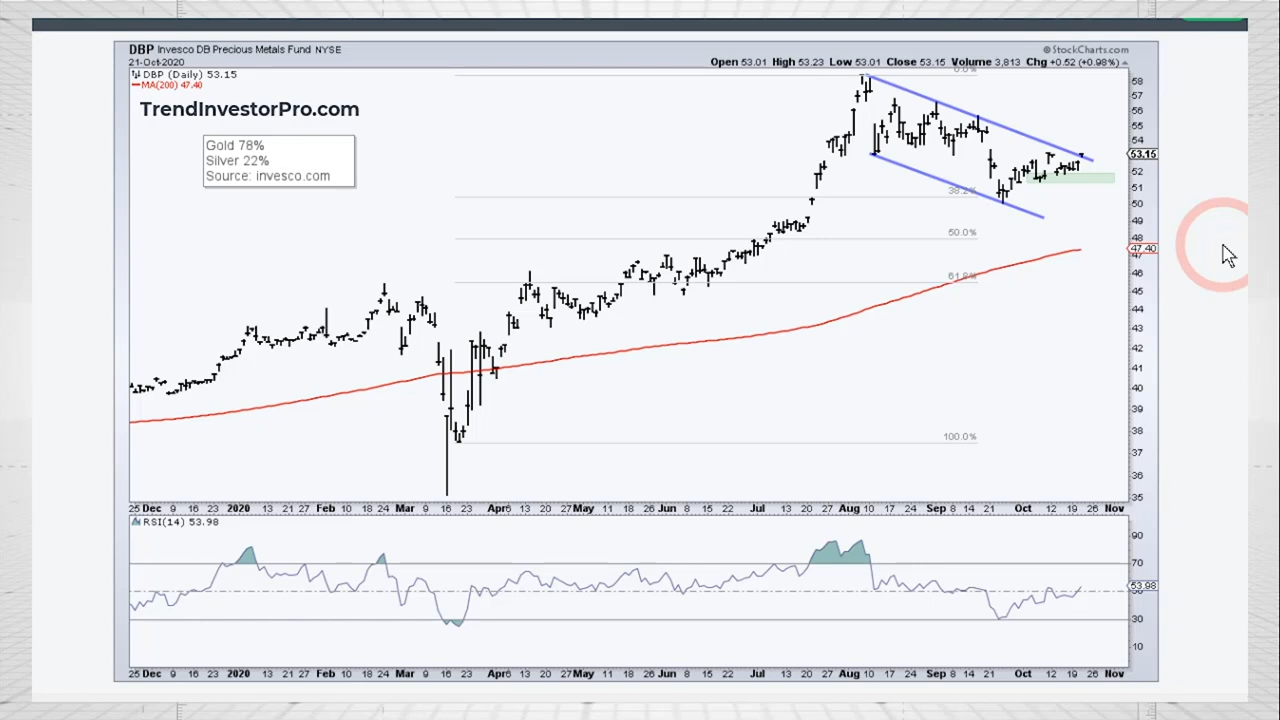 DBP Invesco DB Precious Metals Fund NYSE
© StockCharts.com
21-Oct-2020
Open 53.01 High 53.23 Low 53.01 Close 53.15 Volume 3,813 Chg +0.52 (+0.98%)
DBP (Daily) 53.15
MA(200) 47.40
TrendInvestorPro.com
Gold 78%
Silver 22%
Source: invesco.com
0.0%
38.2%
50.0%
61.8%
100.0%
58
57
56
55
54
53.15
52
51
50
49
48
47.40
47
46
45
44
43
42
41
40
39
38
37
36
35
25 Dec 9 16 23 2020 13 21 27 Feb 10 18 24 Mar 9 16 23 Apr 6 13 20 27 May 11 18 26 Jun 8 15 22 Jul 13 20 27 Aug 10 17 24 Sep 8 14 21 Oct 12 19 26 Nov
RSI(14) 53.98
90
70
53.98
50
30
10
25 Dec 9 16 23 2020 13 21 27 Feb 10 18 24 Mar 9 16 23 Apr 6 13 20 27 May 11 18 26 Jun 8 15 22 Jul 13 20 27 Aug 10 17 24 Sep 8 14 21 Oct 12 19 26 Nov